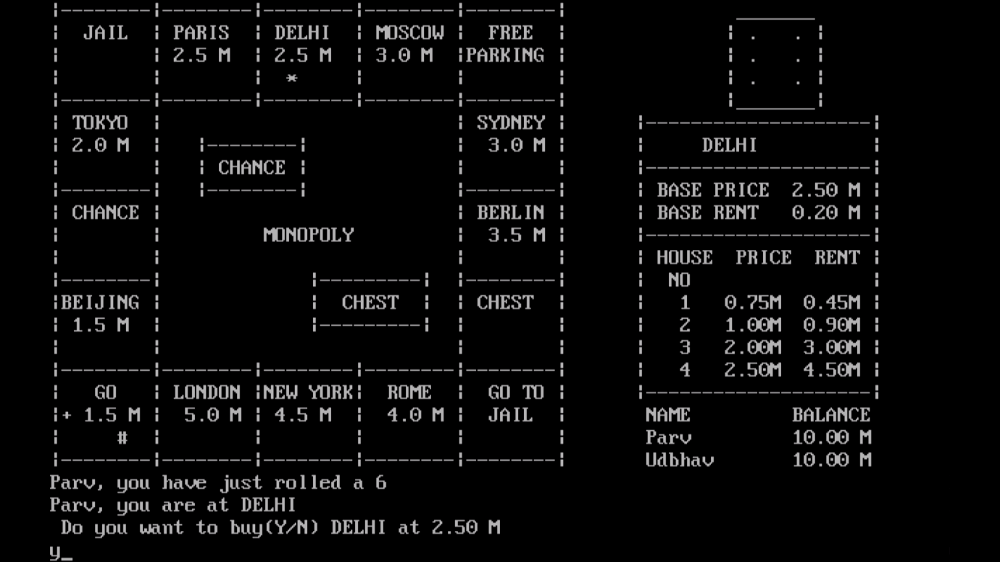 JAIL PARIS DELHI MOSCOW FREE
2.5 M 2.5 M 3.0 M PARKING
*
TOKYO SYDNEY
2.0 M 3.0 M
CHANCE
CHANCE BERLIN
MONOPOLY 3.5 M
BEIJING CHEST CHEST
1.5 M
GO LONDON NEW YORK ROME GO TO
+ 1.5 M 5.0 M 4.5 M 4.0 M JAIL
#
DELHI
BASE PRICE 2.50 M
BASE RENT 0.20 M
HOUSE PRICE RENT
NO
1 0.75M 0.45M
2 1.00M 0.90M
3 2.00M 3.00M
4 2.50M 4.50M
NAME BALANCE
Parv 10.00 M
Udbhav 10.00 M
Parv, you have just rolled a 6
Parv, you are at DELHI
Do you want to buy(Y/N) DELHI at 2.50 M
y_